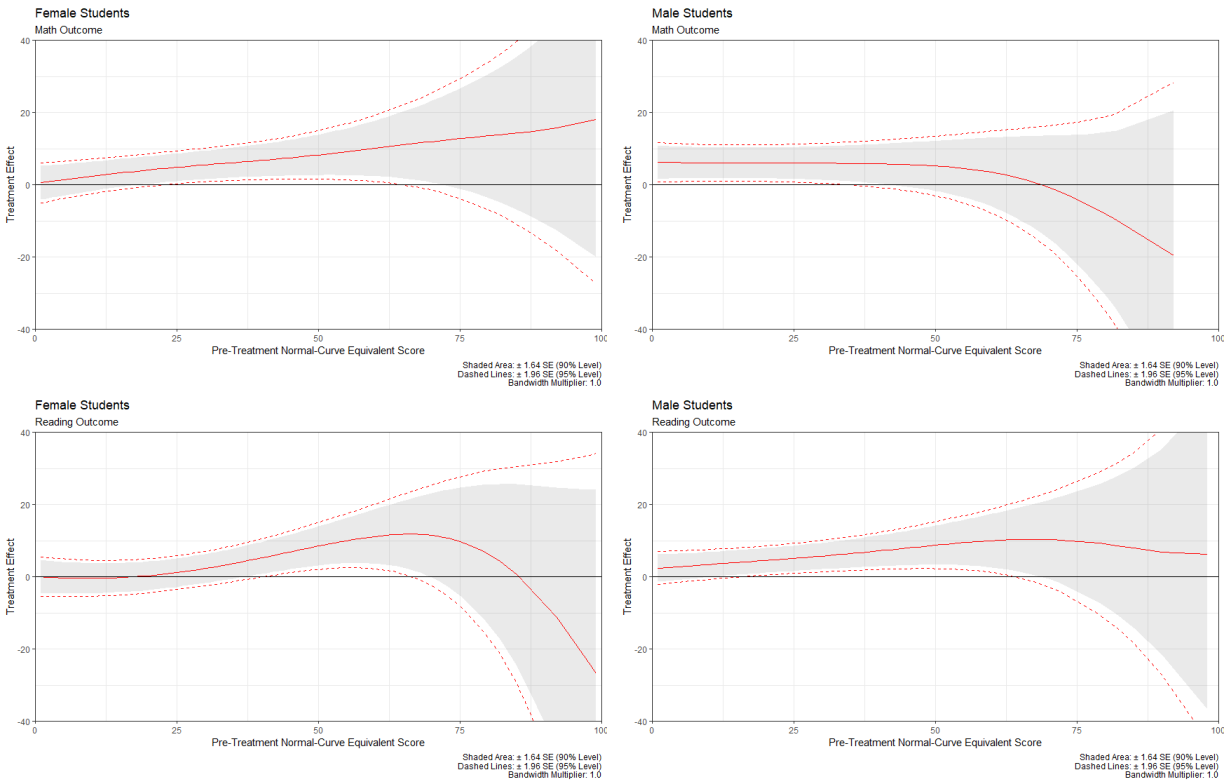 Female Students
Math Outcome
40
20
0
-20
-40
Treatment Effect
0
25
50
75
100
Pre-Treatment Normal-Curve Equivalent Score
Shaded Area: ± 1.64 SE (90% Level)
Dashed Lines: ± 1.96 SE (95% Level)
Bandwidth Multiplier: 1.0
Male Students
Math Outcome
40
20
0
-20
-40
Treatment Effect
0
25
50
75
100
Pre-Treatment Normal-Curve Equivalent Score
Shaded Area: ± 1.64 SE (90% Level)
Dashed Lines: ± 1.96 SE (95% Level)
Bandwidth Multiplier: 1.0
Female Students
Reading Outcome
40
20
0
-20
-40
Treatment Effect
0
25
50
75
100
Pre-Treatment Normal-Curve Equivalent Score
Shaded Area: ± 1.64 SE (90% Level)
Dashed Lines: ± 1.96 SE (95% Level)
Bandwidth Multiplier: 1.0
Male Students
Reading Outcome
40
20
0
-20
-40
Treatment Effect
0
25
50
75
100
Pre-Treatment Normal-Curve Equivalent Score
Shaded Area: ± 1.64 SE (90% Level)
Dashed Lines: ± 1.96 SE (95% Level)
Bandwidth Multiplier: 1.0